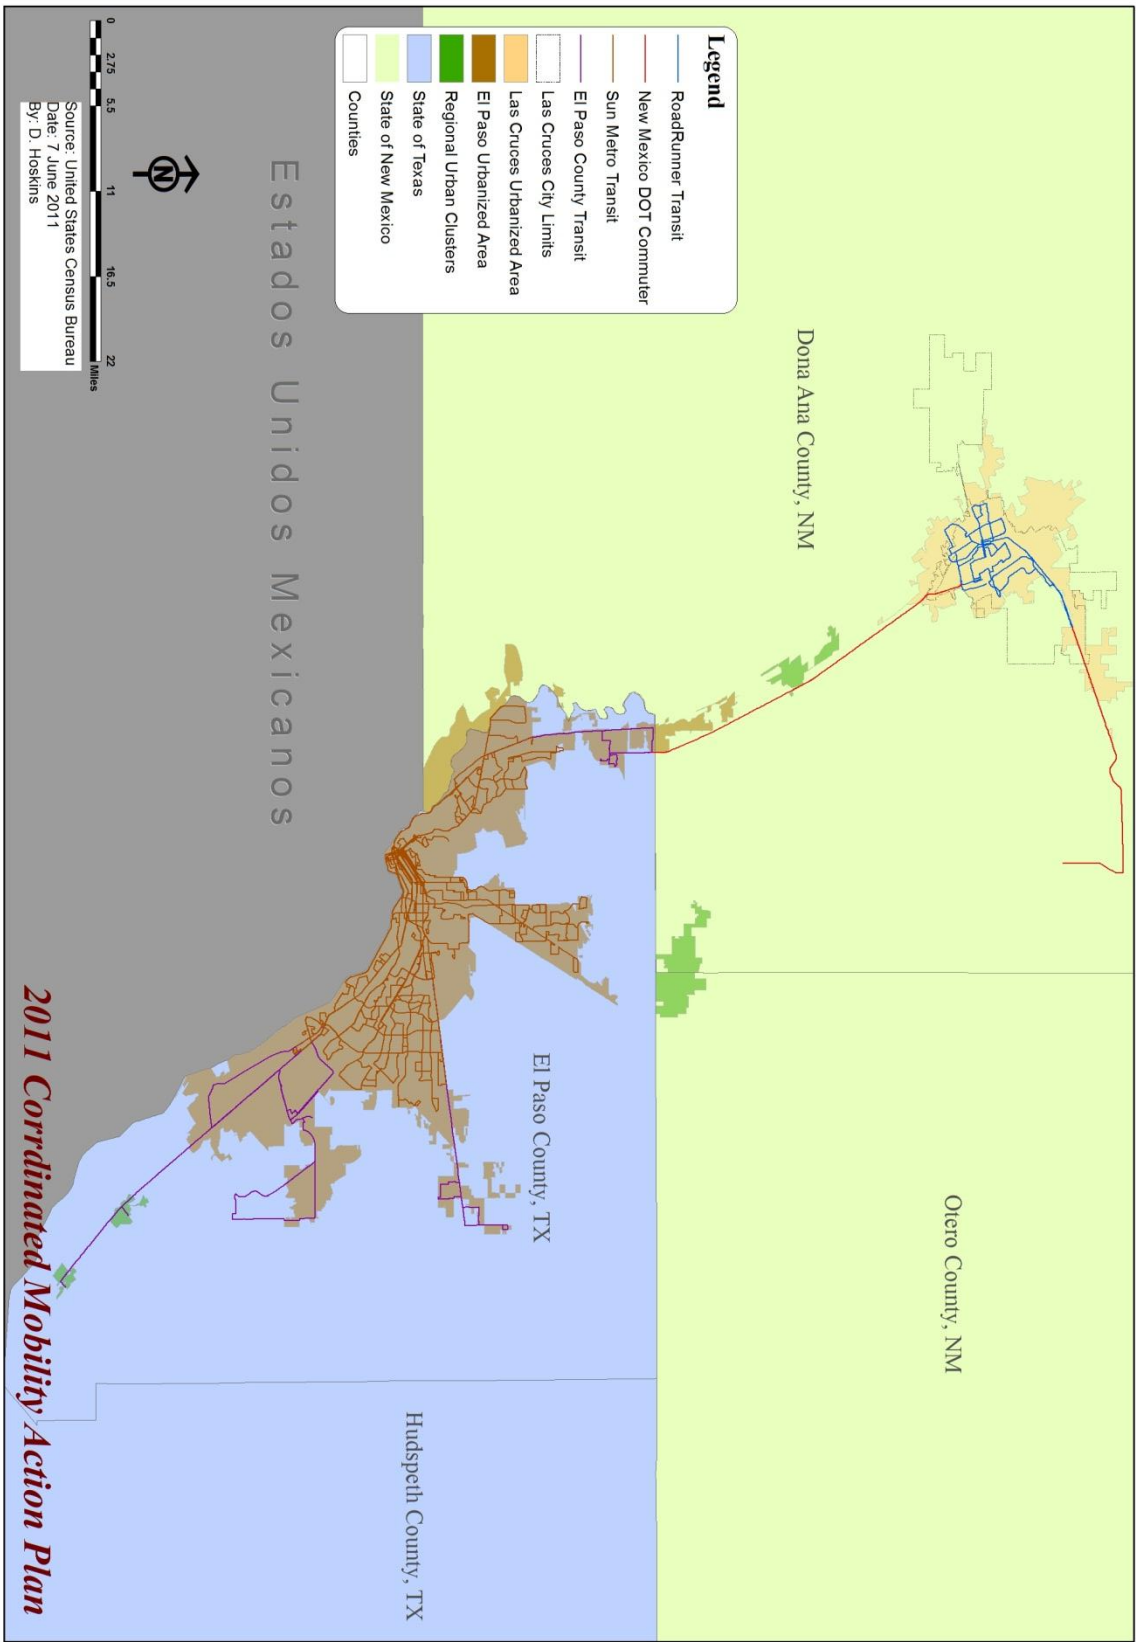 Legend
RoadRunner Transit
New Mexico DOT Commuter
Sun Metro Transit
El Paso County Transit
Las Cruces City Limits
Las Cruces Urbanized Area
El Paso Urbanized Area
Regional Urban Clusters
State of Texas
State of New Mexico
Counties
Dona Ana County, NM
Otero County, NM
El Paso County, TX
Hudspeth County, TX
Estados Unidos Mexicanos
N
0 2.75 5.5 11 16.5 22
Miles
Source: United States Census Bureau
Date: 7 June 2011
By: D. Hoskins
2011 Corrdinated Mobility Action Plan